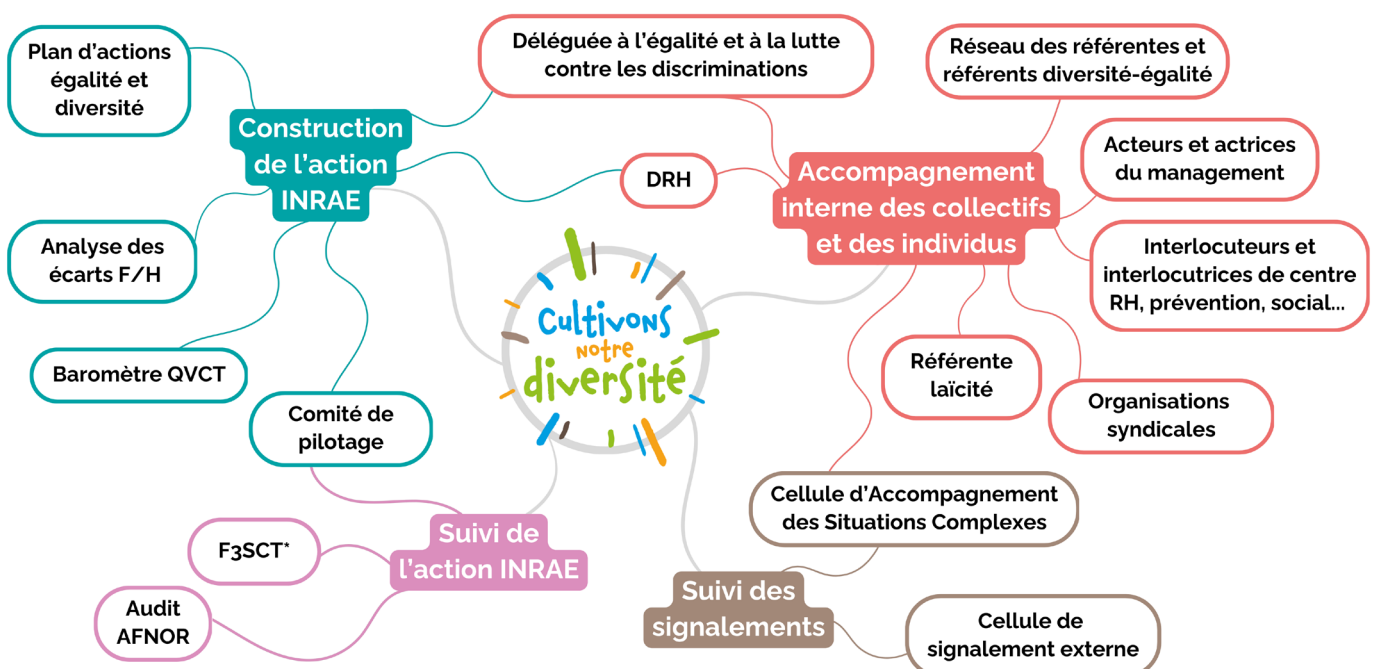 Plan d’actions
égalité et
diversité
Déléguée à l’égalité et à la lutte
contre les discriminations
Réseau des référentes et
référents diversité-égalité
Construction
de l’action
INRAE
DRH
Accompagnement
interne des collectifs
et des individus
Acteurs et actrices
du management
Analyse des
écarts F/H
Interlocuteurs et
interlocutrices de centre
RH, prévention, social...
Cultivons
notre
diversité
Baromètre QVCT
Référente
laïcité
Comité de
pilotage
Organisations
syndicales
Cellule d’Accompagnement
des Situations Complexes
Suivi de
l’action INRAE
F3SCT*
Audit
AFNOR
Suivi des
signalements
Cellule de
signalement externe